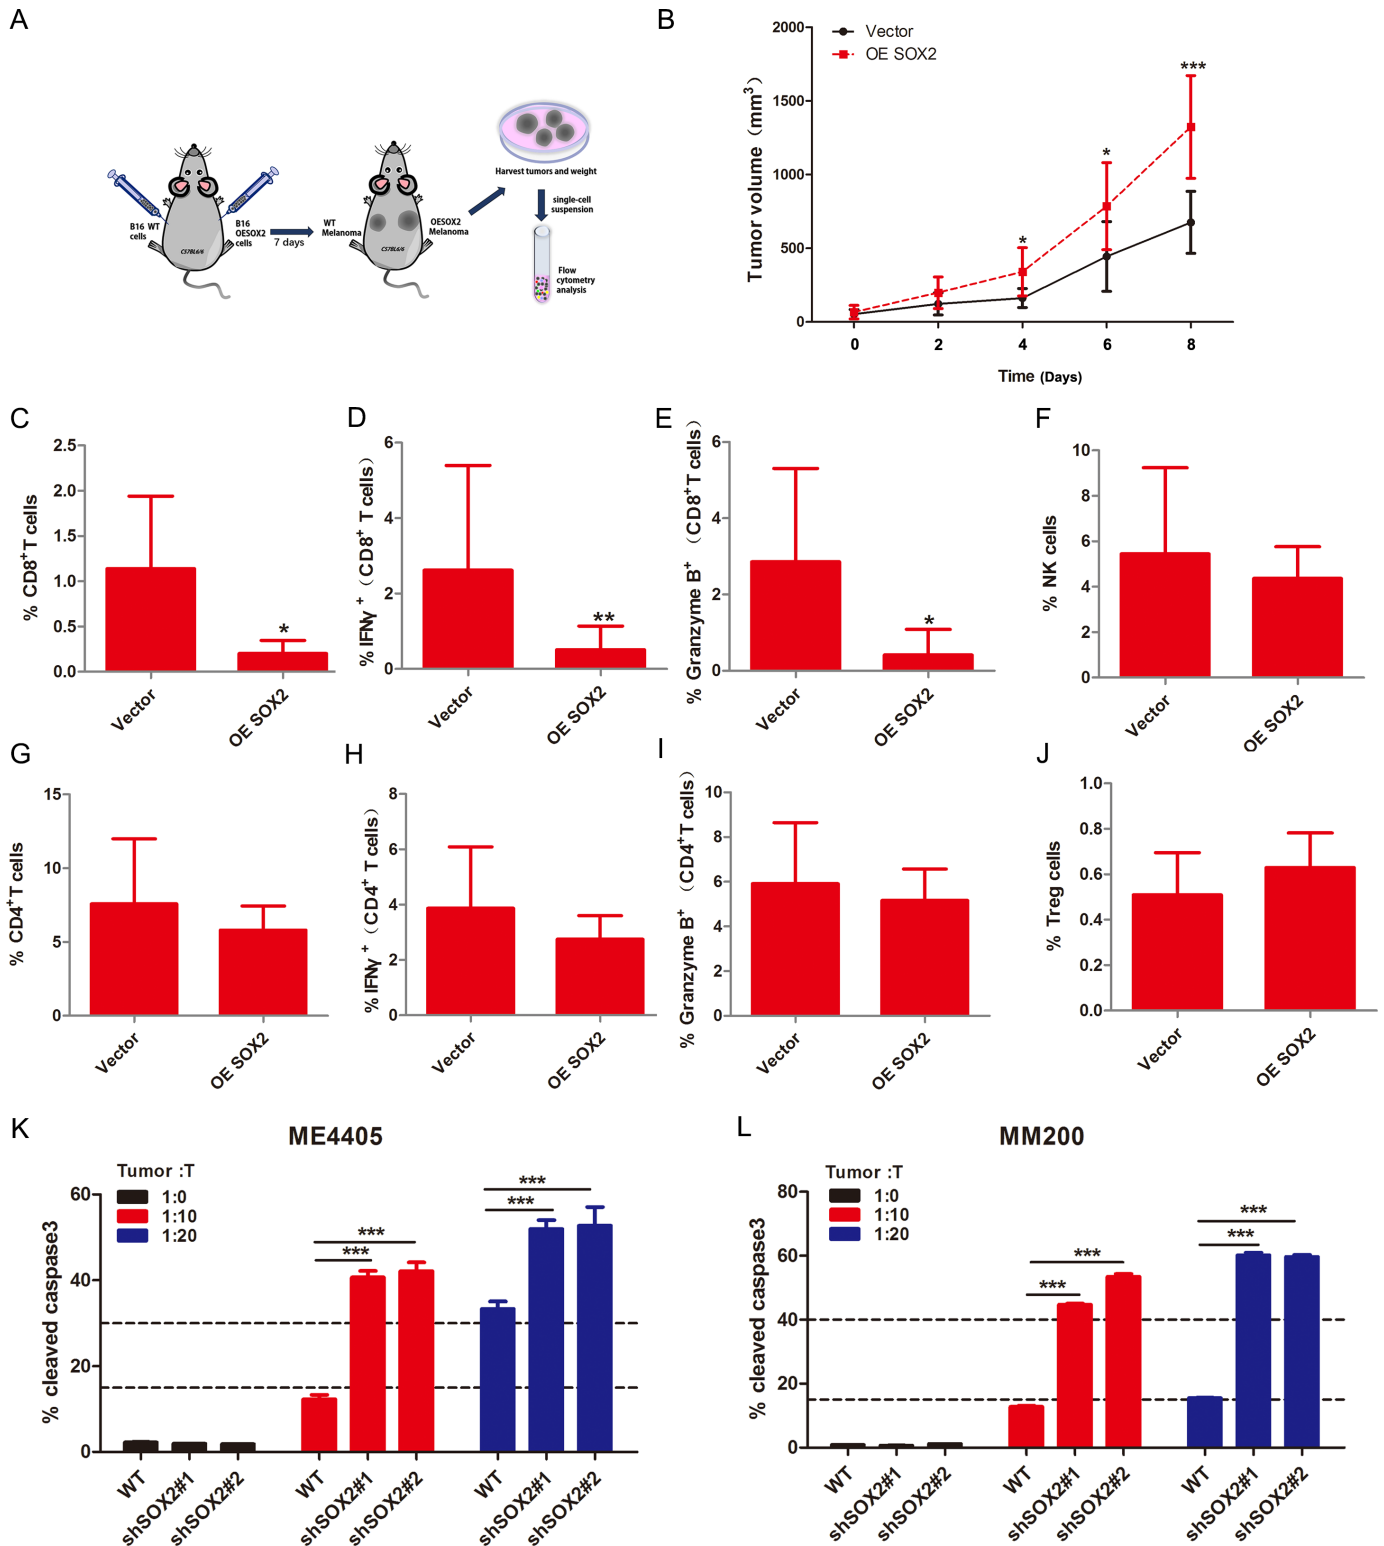 A
B16 WT
cells
B16
OESOX2
cells
C57BL6/6
7 days
WT
Melanoma
C57BL6/6
OESOX2
Melanoma
Harvest tumors and weight
single-cell
suspension
Flow
cytometry
analysis
B
Vector
OE SOX2
Tumor volume（mm3）
2000
1500
1000
500
0
*
*
***
0 2 4 6 8
Time (Days)
C
% CD8+T cells
2.5
2.0
1.5
1.0
0.5
0.0
*
Vector
OE SOX2
D
% IFNγ +（CD8+ T cells）
6
4
2
0
**
Vector
OE SOX2
E
% Granzyme B+（CD8+T cells）
6
4
2
0
*
Vector
OE SOX2
F
% NK cells
10
8
6
4
2
0
Vector
OE SOX2
G
% CD4+T cells
15
10
5
0
Vector
OE SOX2
H
% IFNγ +（CD4+ T cells）
8
6
4
2
0
Vector
OE SOX2
I
% Granzyme B+（CD4+T cells）
10
8
6
4
2
0
Vector
OE SOX2
J
% Treg cells
1.0
0.8
0.6
0.4
0.2
0.0
Vector
OE SOX2
K
ME4405
Tumor :T
1:0
1:10
1:20
% cleaved caspase3
60
40
20
0
***
***
***
***
WT
shSOX2#1
shSOX2#2
WT
shSOX2#1
shSOX2#2
WT
shSOX2#1
shSOX2#2
L
MM200
Tumor :T
1:0
1:10
1:20
% cleaved caspase3
80
60
40
20
0
***
***
***
***
WT
shSOX2#1
shSOX2#2
WT
shSOX2#1
shSOX2#2
WT
shSOX2#1
shSOX2#2